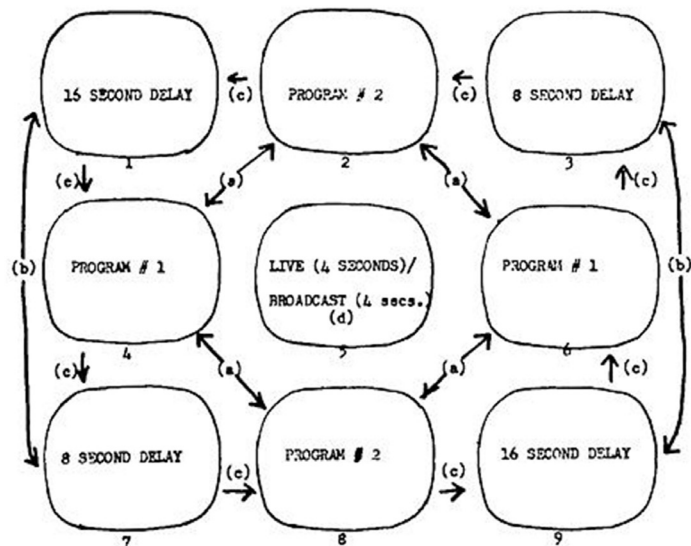 16 SECOND DELAY
(c)
PROGRAM # 2
(c)
8 SECOND DELAY
1
2
3
(c)
(a)
(a)
(c)
(b)
PROGRAM # 1
LIVE (4 SECONDS)/
BROADCAST (4 secs.)
(d)
PROGRAM # 1
(b)
4
5
6
(c)
(a)
(a)
(c)
8 SECOND DELAY
(c)
PROGRAM # 2
(c)
16 SECOND DELAY
7
8
9